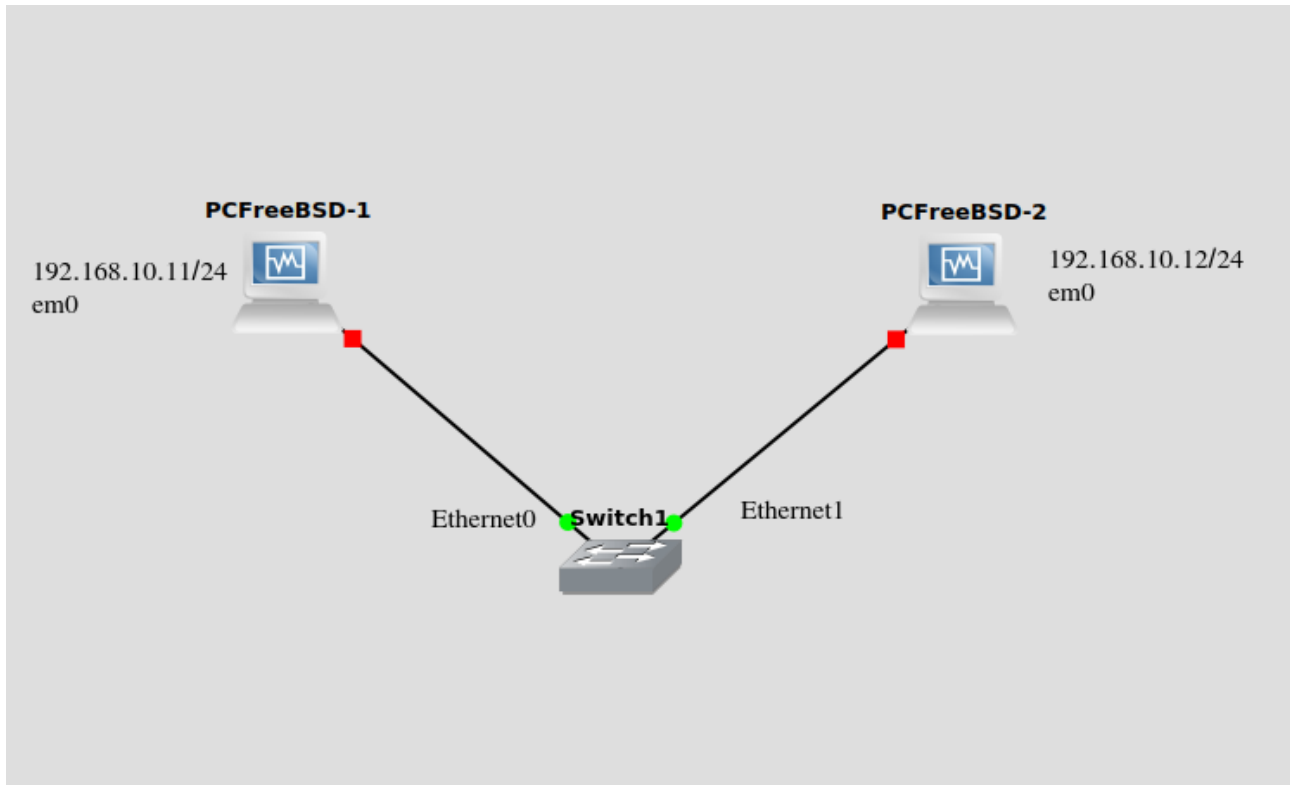 PCFreeBSD-1
192.168.10.11/24
em0
PCFreeBSD-2
192.168.10.12/24
em0
Ethernet0
Switch1
Ethernet1